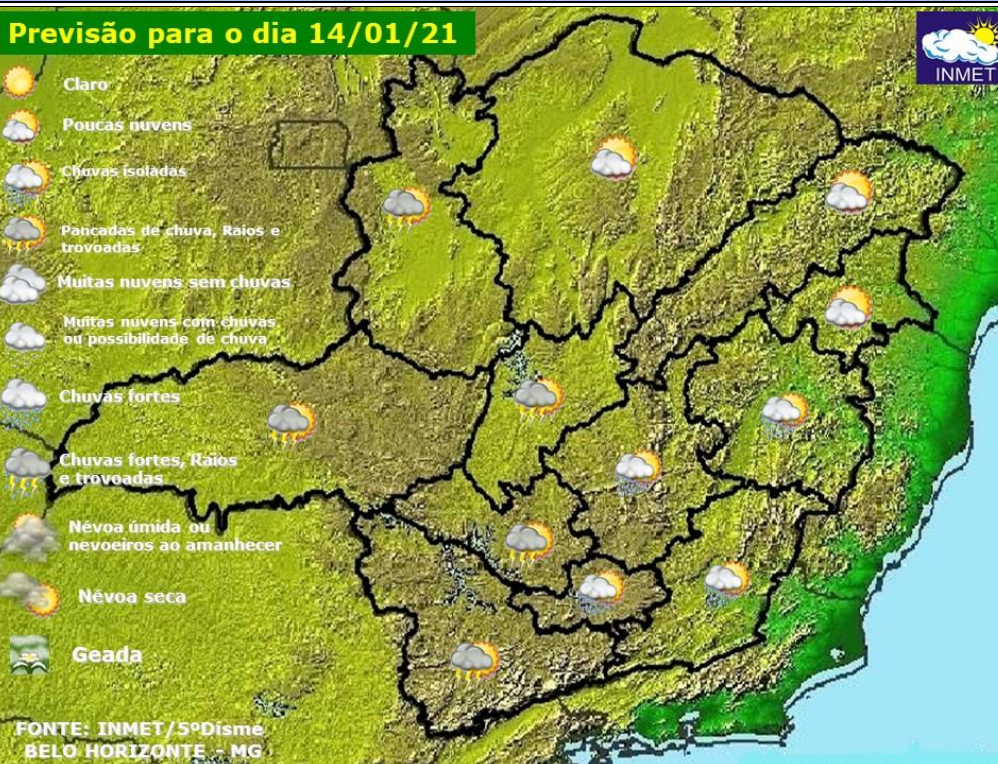 Previsão para o dia 14/01/21
INMET
Claro
Poucas nuvens
Chuvas isoladas
Pancadas de chuva, Raios e
trovoadas
Muitas nuvens sem chuvas
Muitas nuvens com chuvas
ou possibilidade de chuva
Chuvas fortes
Chuvas fortes, Raios
e trovoadas
Névoa úmida ou
nevoeiros ao amanhecer
Névoa seca
Geada
FONTE: INMET/5ºDisme
BELO HORIZONTE - MG